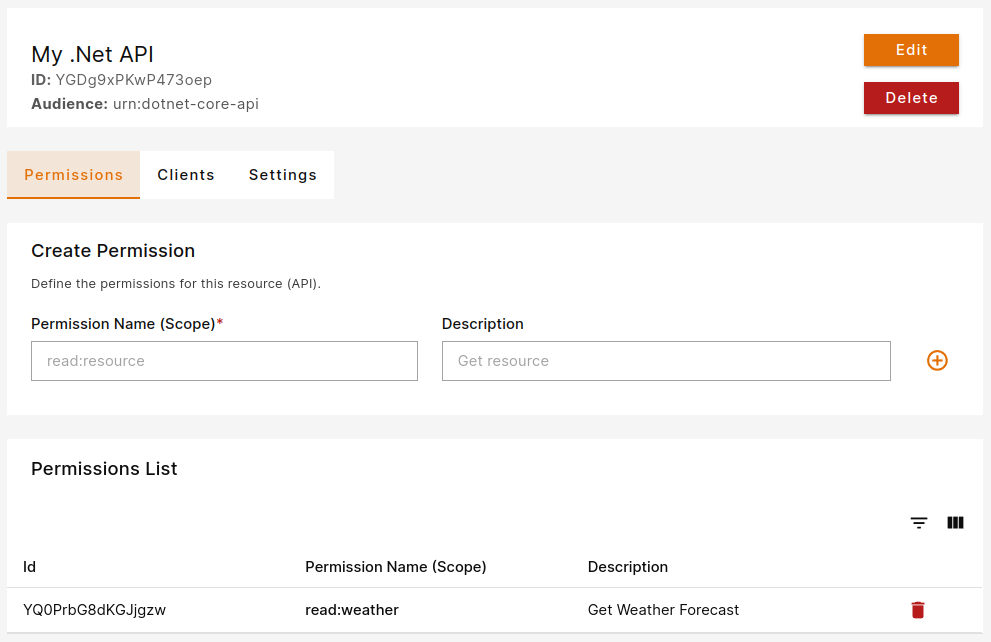 My .Net API
ID: YGDg9xPKwP473oep
Audience: urn:dotnet-core-api
Edit
Delete
Permissions Clients Settings
Create Permission
Define the permissions for this resource (API).
Permission Name (Scope)* Description
read:resource Get resource
Permissions List
Id Permission Name (Scope) Description
YQ0PrbG8dKGJjgzw read:weather Get Weather Forecast